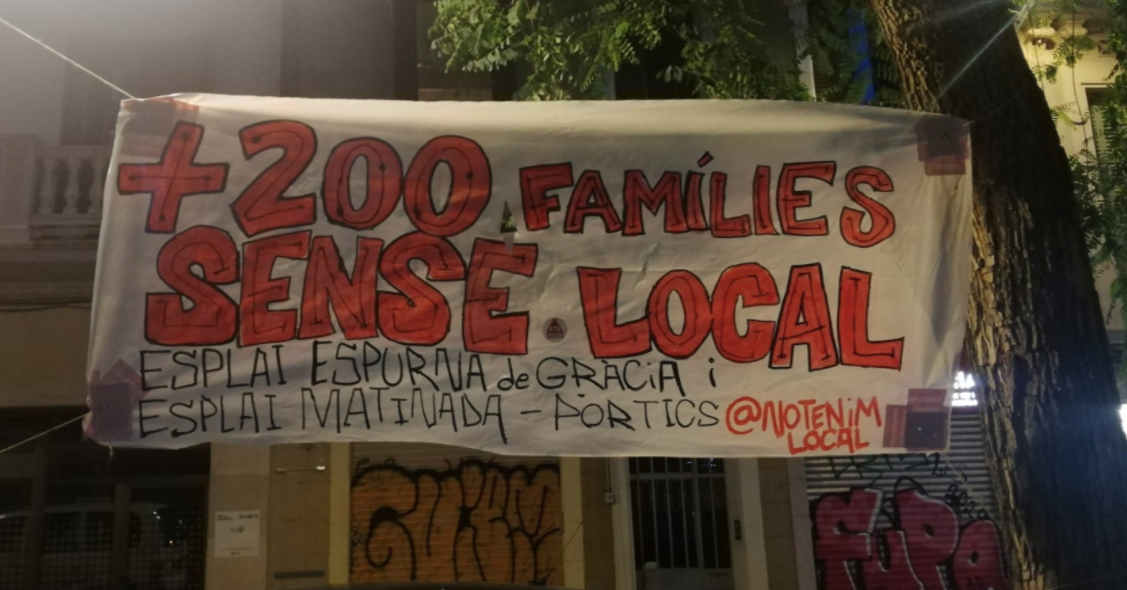 +200 FAMÍLIES
SENSE LOCAL
ESPLAI ESPURNA de GRÀCIA i
ESPLAI MATINADA - PÒRTICS @NOTENIM
LOCAL